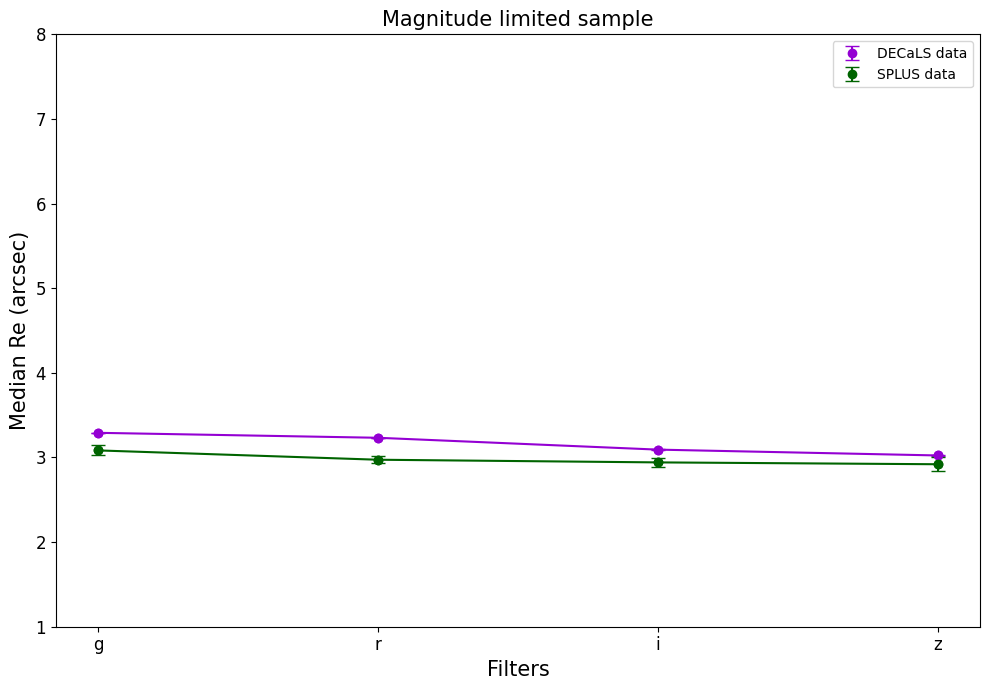 Magnitude limited sample
DECaLS data
SPLUS data
8
7
6
5
4
3
2
1
Median Re (arcsec)
g r i z
Filters